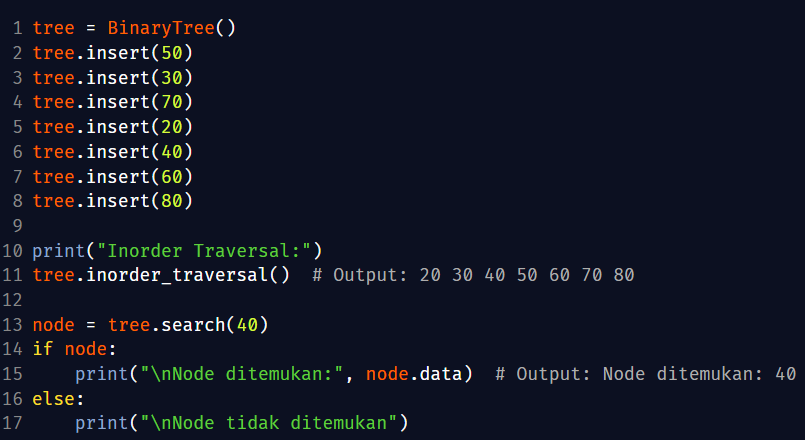 1 tree = BinaryTree()
2 tree.insert(50)
3 tree.insert(30)
4 tree.insert(70)
5 tree.insert(20)
6 tree.insert(40)
7 tree.insert(60)
8 tree.insert(80)
9
10 print("Inorder Traversal:")
11 tree.inorder_traversal()  # Output: 20 30 40 50 60 70 80
12
13 node = tree.search(40)
14 if node:
15     print("\nNode ditemukan:", node.data)  # Output: Node ditemukan: 40
16 else:
17     print("\nNode tidak ditemukan")